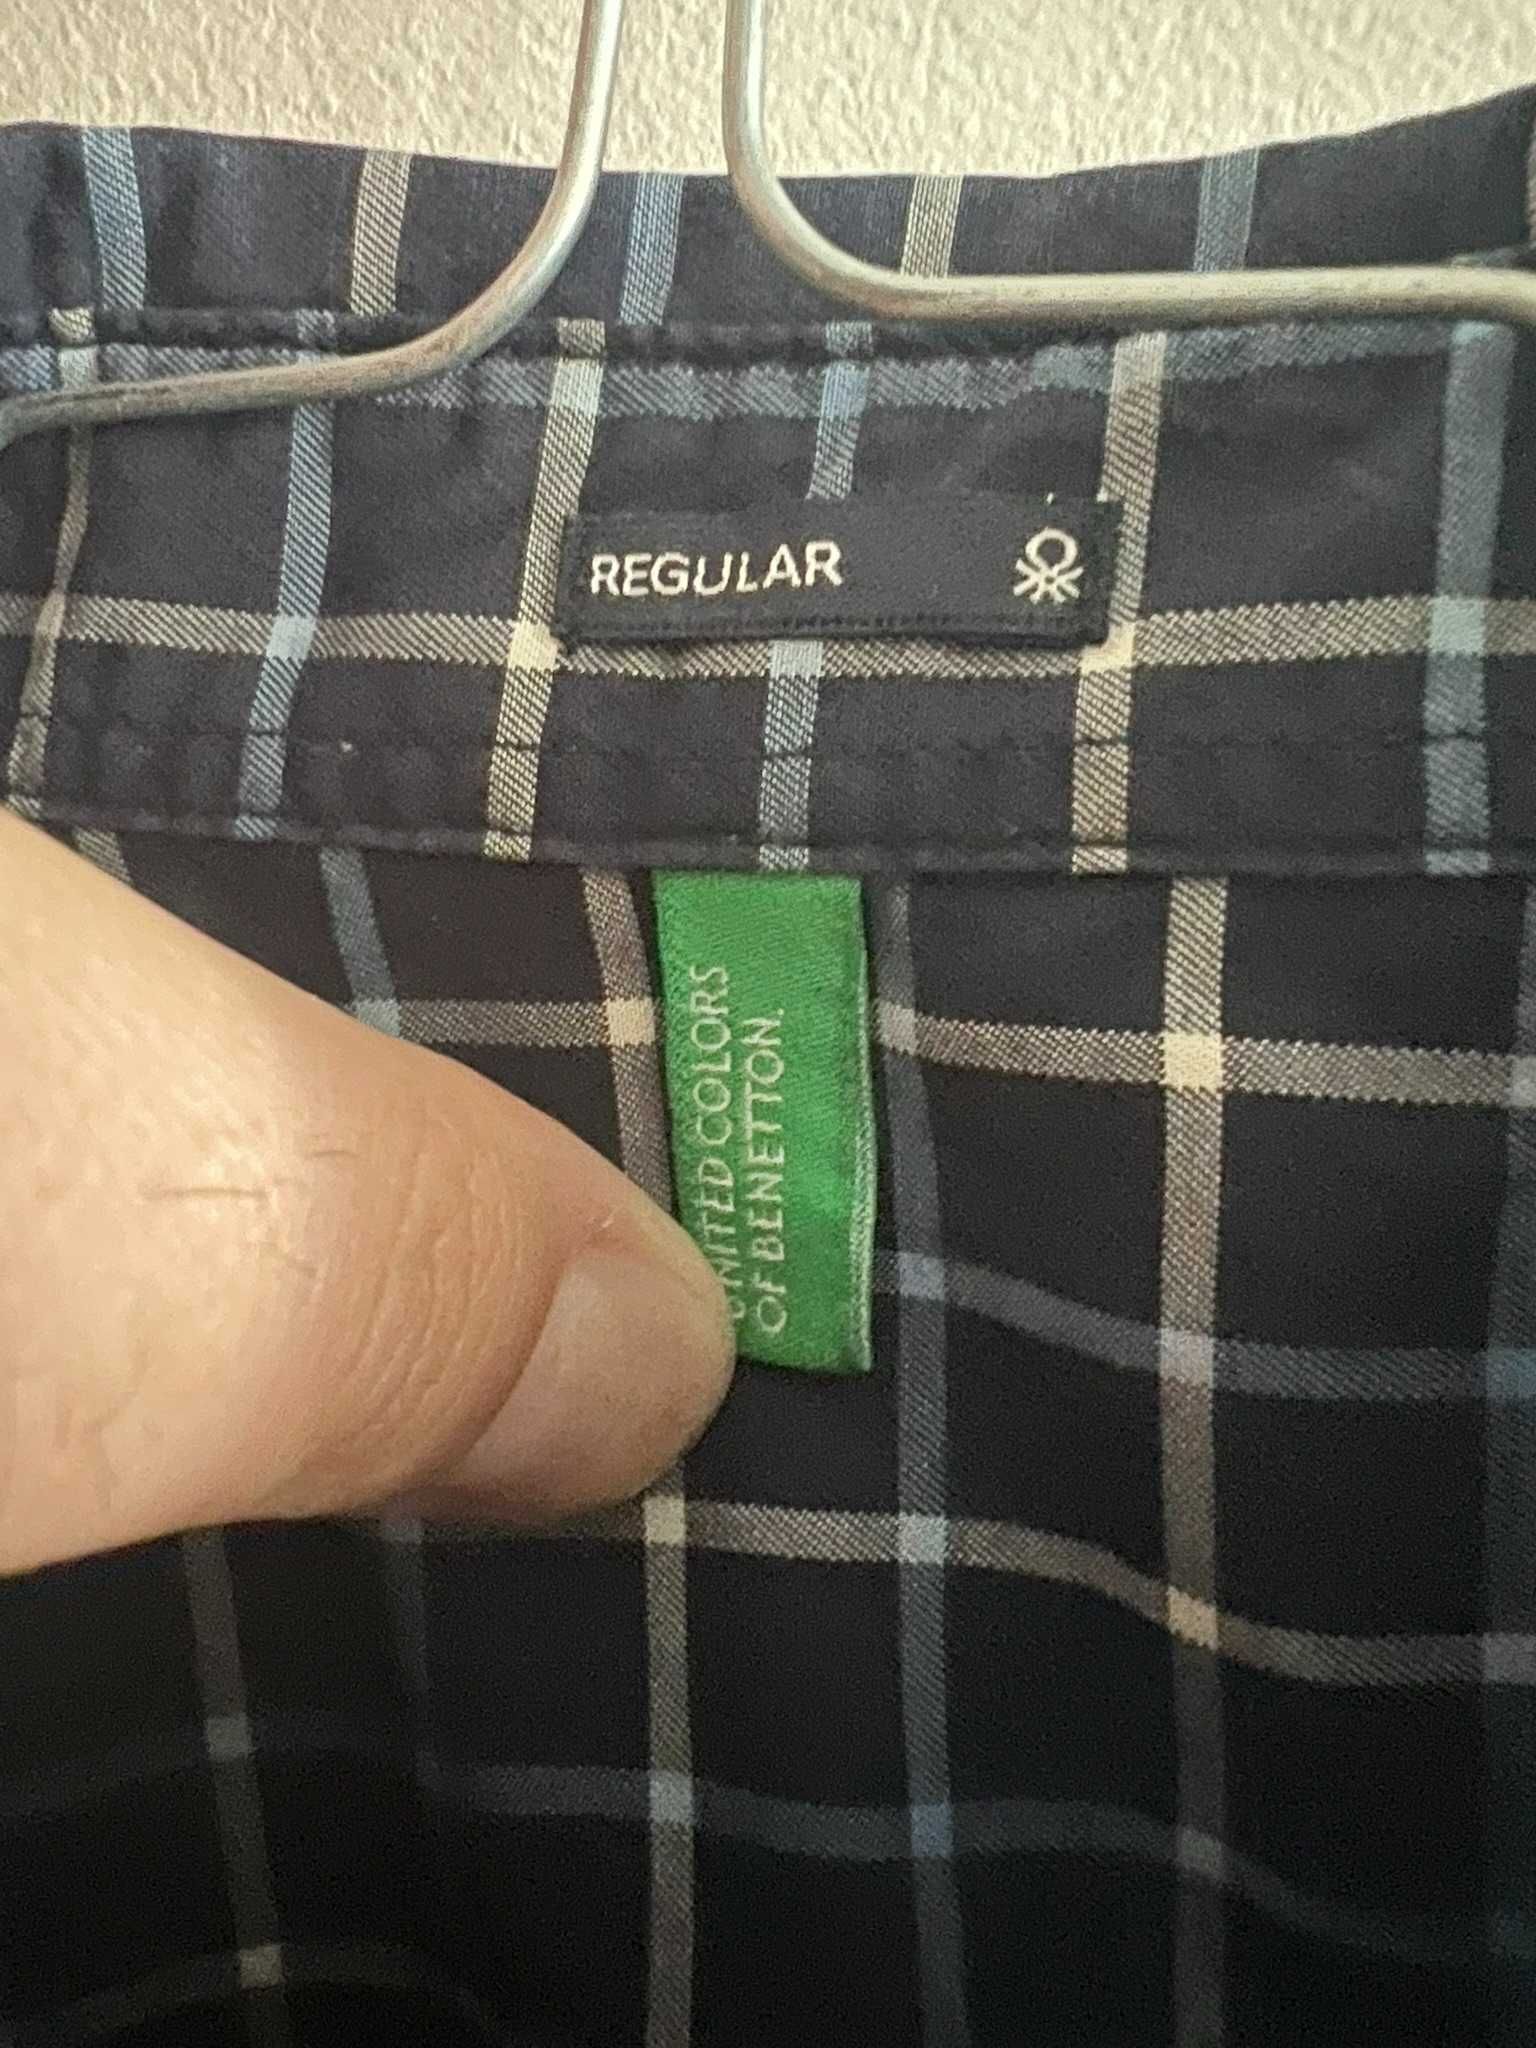 REGULAR
UNITED COLORS
OF BENETTON.